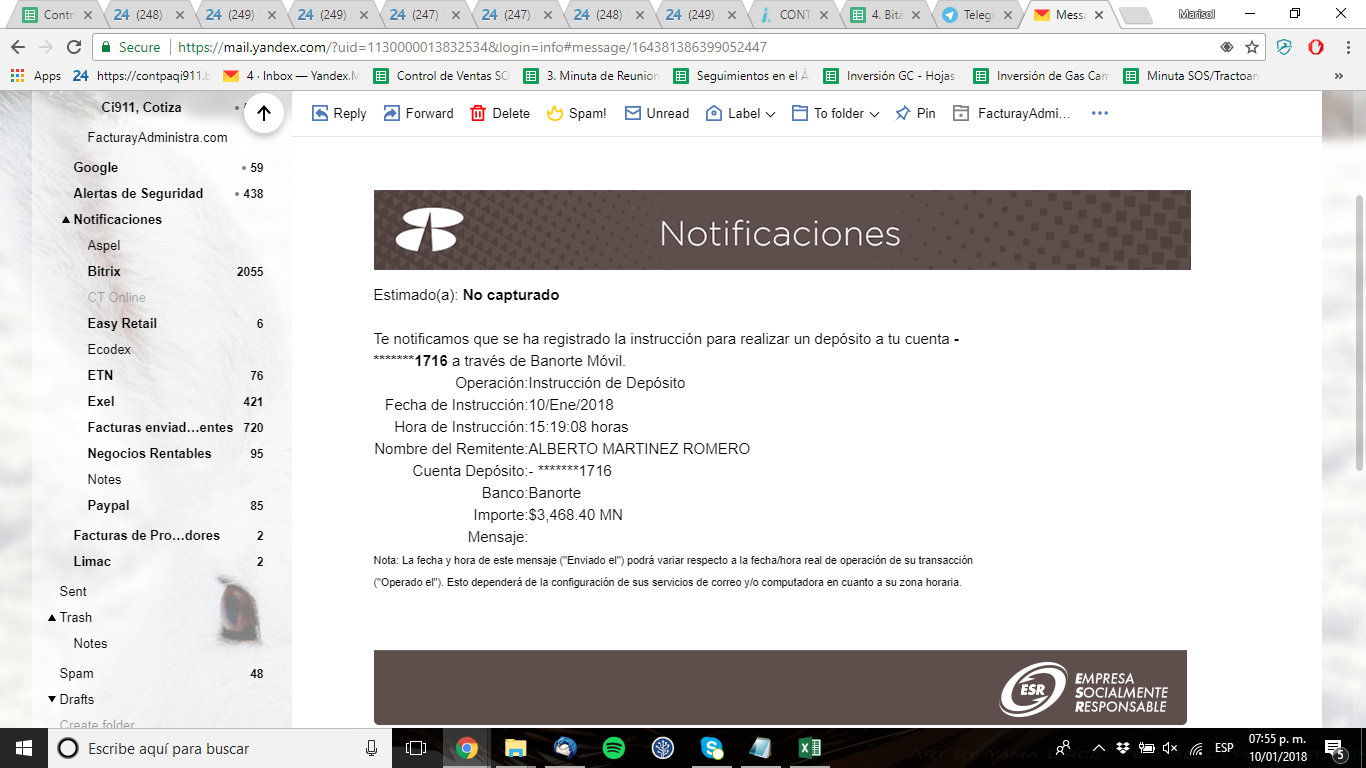 Contr
24 (248)
24 (249)
24 (249)
24 (247)
24 (247)
24 (248)
24 (249)
CONT
4. Bitá
Telegr
Mensa
Marisol
Secure
https://mail.yandex.com/?uid=1130000013832534&login=info#message/164381386399052447
Apps
24 https://contpaqi911.b
4 · Inbox — Yandex.M
Control de Ventas SO
3. Minuta de Reunion
Seguimientos en el Á
Inversión GC - Hojas
Inversión de Gas Cam
Minuta SOS/Tractoan
»
Ci911, Cotiza
FacturayAdministra.com
Google 59
Alertas de Seguridad 438
Notificaciones
Aspel
Bitrix 2055
CT Online
Easy Retail 6
Ecodex
ETN 76
Exel 421
Facturas enviad…entes 720
Negocios Rentables 95
Notes
Paypal 85
Facturas de Pro…dores 2
Limac 2
Sent
Trash
Notes
Spam 48
Drafts
Create folder
Reply Forward Delete Spam! Unread Label To folder Pin FacturayAdmi...
Notificaciones
Estimado(a): No capturado
Te notificamos que se ha registrado la instrucción para realizar un depósito a tu cuenta -
*******1716 a través de Banorte Móvil.
Operación:Instrucción de Depósito
Fecha de Instrucción:10/Ene/2018
Hora de Instrucción:15:19:08 horas
Nombre del Remitente:ALBERTO MARTINEZ ROMERO
Cuenta Depósito:- *******1716
Banco:Banorte
Importe:$3,468.40 MN
Mensaje:
Nota: La fecha y hora de este mensaje ("Enviado el") podrá variar respecto a la fecha/hora real de operación de su transacción
("Operado el"). Esto dependerá de la configuración de sus servicios de correo y/o computadora en cuanto a su zona horaria.
ESR
EMPRESA
SOCIALMENTE
RESPONSABLE
Escribe aquí para buscar
ESP
07:55 p. m.
10/01/2018
5